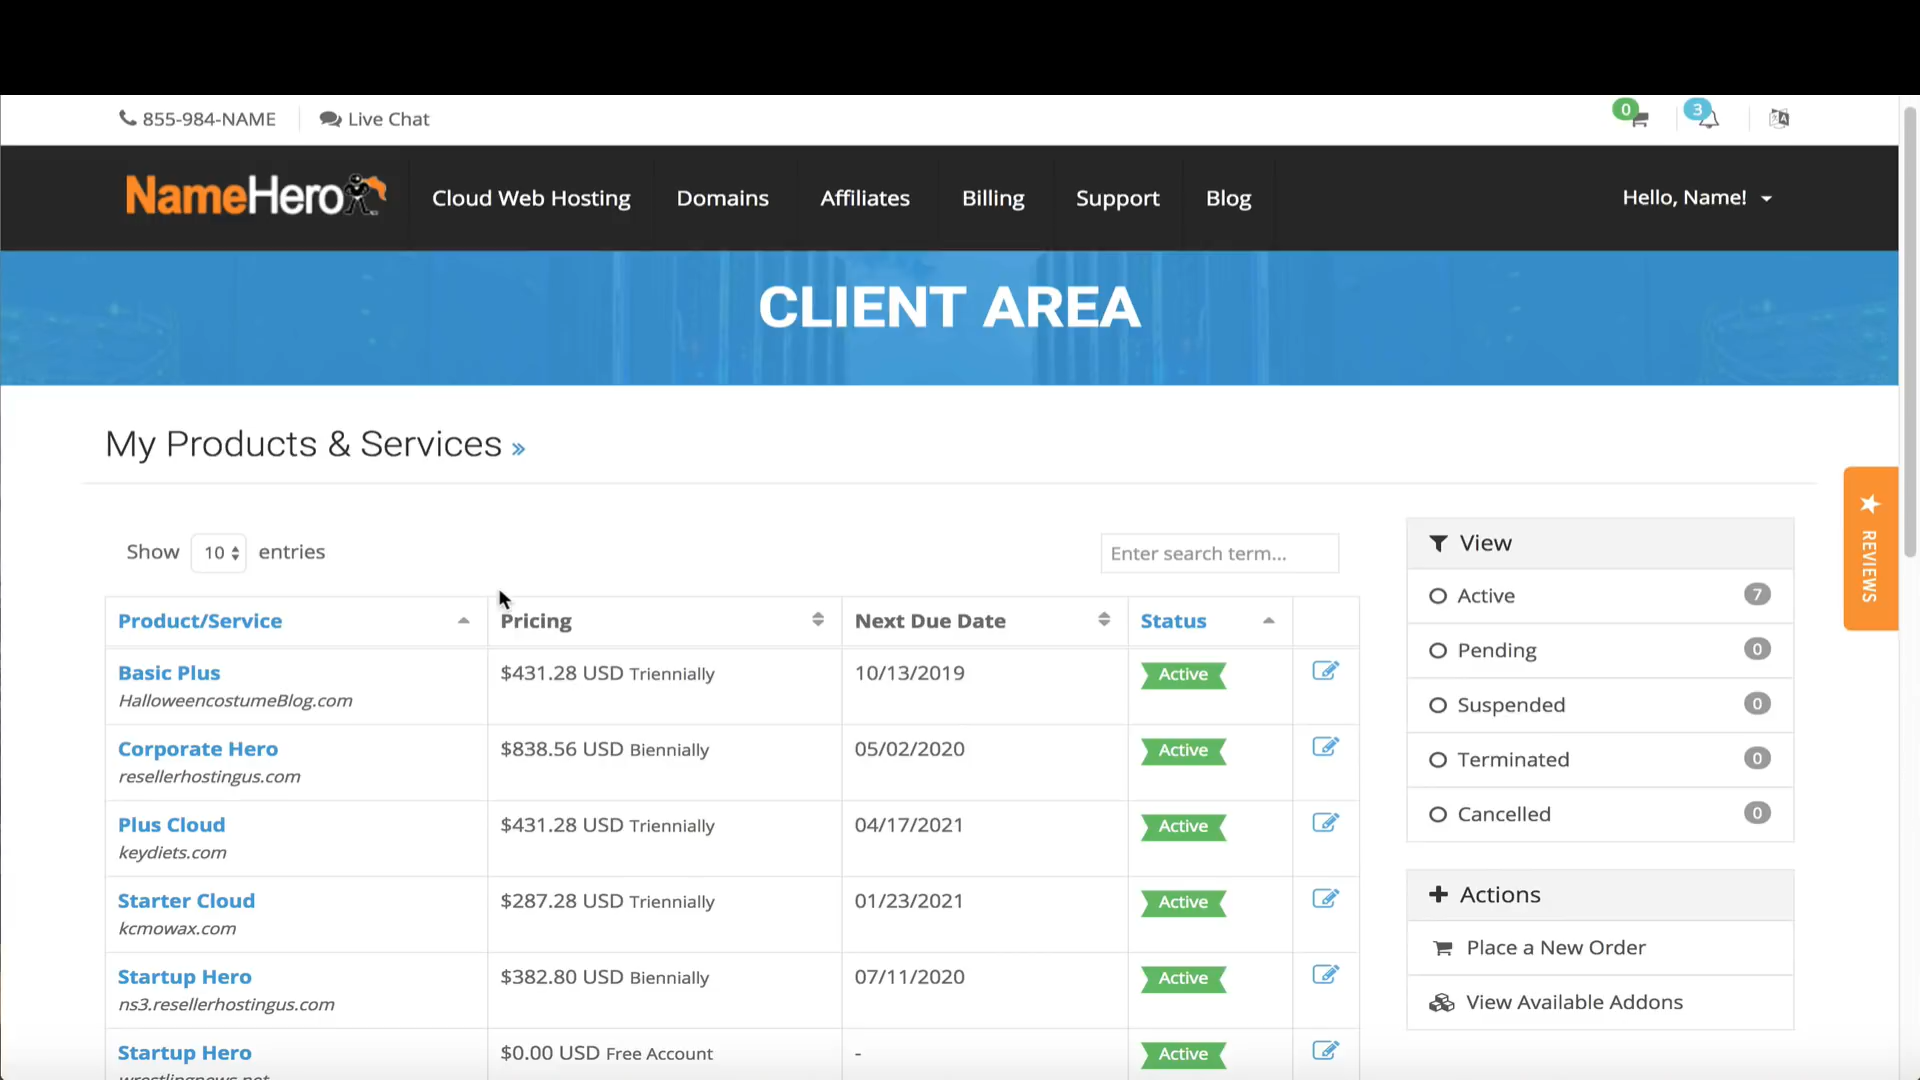 855-984-NAME
Live Chat
0
3
NameHero
Cloud Web Hosting
Domains
Affiliates
Billing
Support
Blog
Hello, Name!
CLIENT AREA
My Products & Services »
Show 10 entries
Enter search term...
Product/Service
Pricing
Next Due Date
Status
Basic Plus
HalloweencostumeBlog.com
$431.28 USD Triennially
10/13/2019
Active
Corporate Hero
resellerhostingus.com
$838.56 USD Biennially
05/02/2020
Active
Plus Cloud
keydiets.com
$431.28 USD Triennially
04/17/2021
Active
Starter Cloud
kcmowax.com
$287.28 USD Triennially
01/23/2021
Active
Startup Hero
ns3.resellerhostingus.com
$382.80 USD Biennially
07/11/2020
Active
Startup Hero
wrestlingnews.net
$0.00 USD Free Account
-
Active
View
Active 7
Pending 0
Suspended 0
Terminated 0
Cancelled 0
Actions
Place a New Order
View Available Addons
REVIEWS